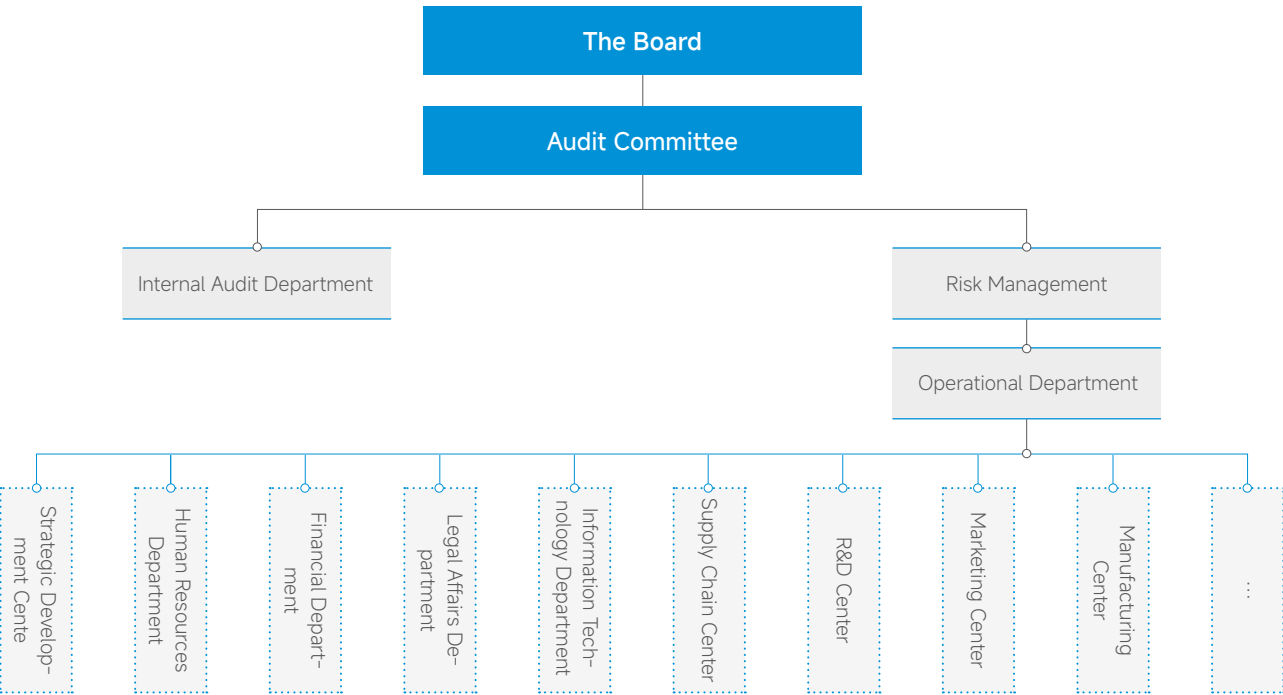 The Board
Audit Committee
Internal Audit Department
Risk Management
Operational Department
Strategic Develop-
ment Cente
Human Resources
Department
Financial Depart-
ment
Legal Affairs De-
partment
Information Tech-
nology Department
Supply Chain Center
R&D Center
Marketing Center
Manufacturing
Center
...